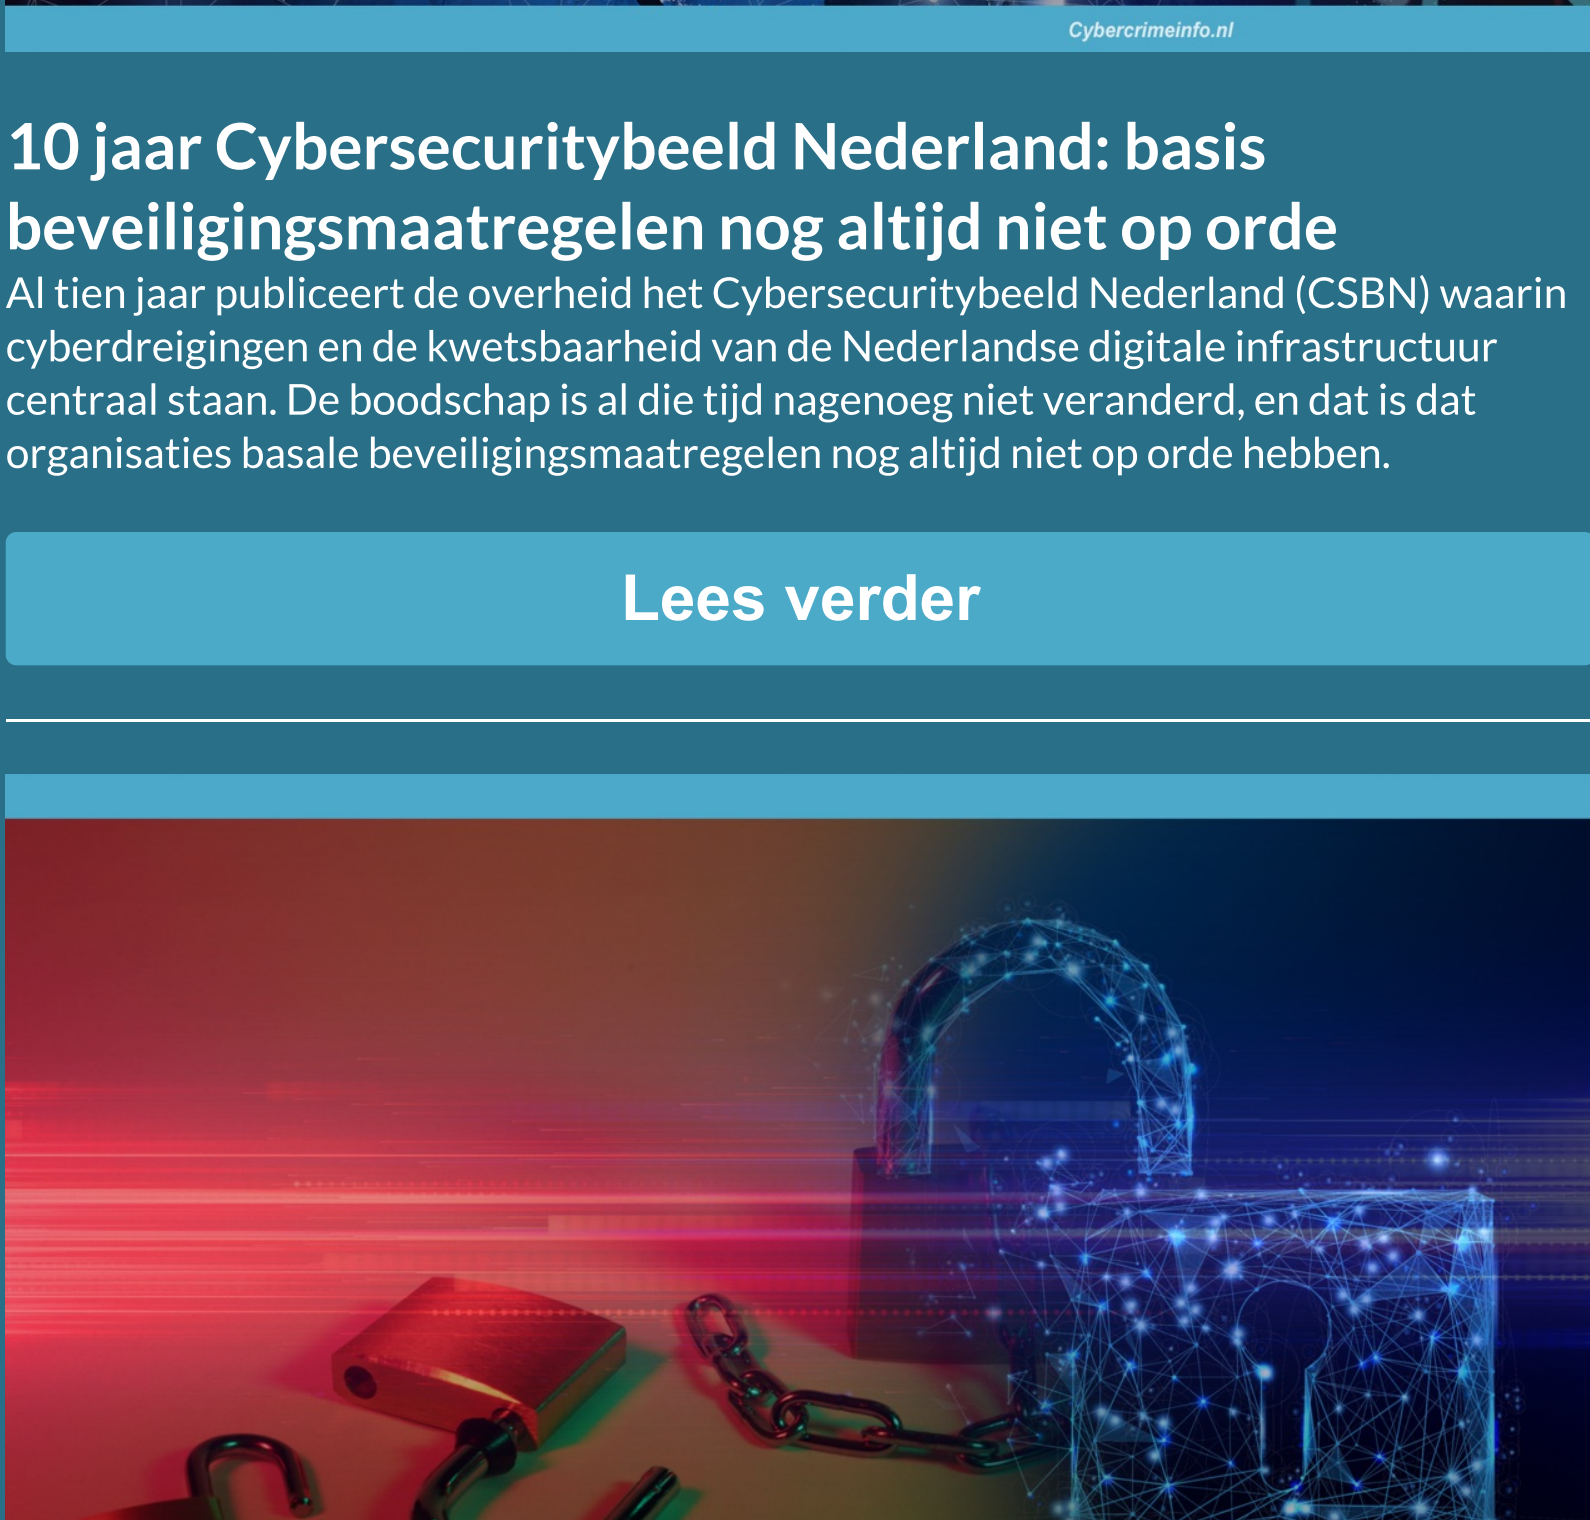 Cybercrimeinfo.nl
10 jaar Cybersecuritybeeld Nederland: basis
beveiligingsmaatregelen nog altijd niet op orde
Al tien jaar publiceert de overheid het Cybersecuritybeeld Nederland (CSBN) waarin
cyberdreigingen en de kwetsbaarheid van de Nederlandse digitale infrastructuur
centraal staan. De boodschap is al die tijd nagenoeg niet veranderd, en dat is dat
organisaties basale beveiligingsmaatregelen nog altijd niet op orde hebben.
Lees verder